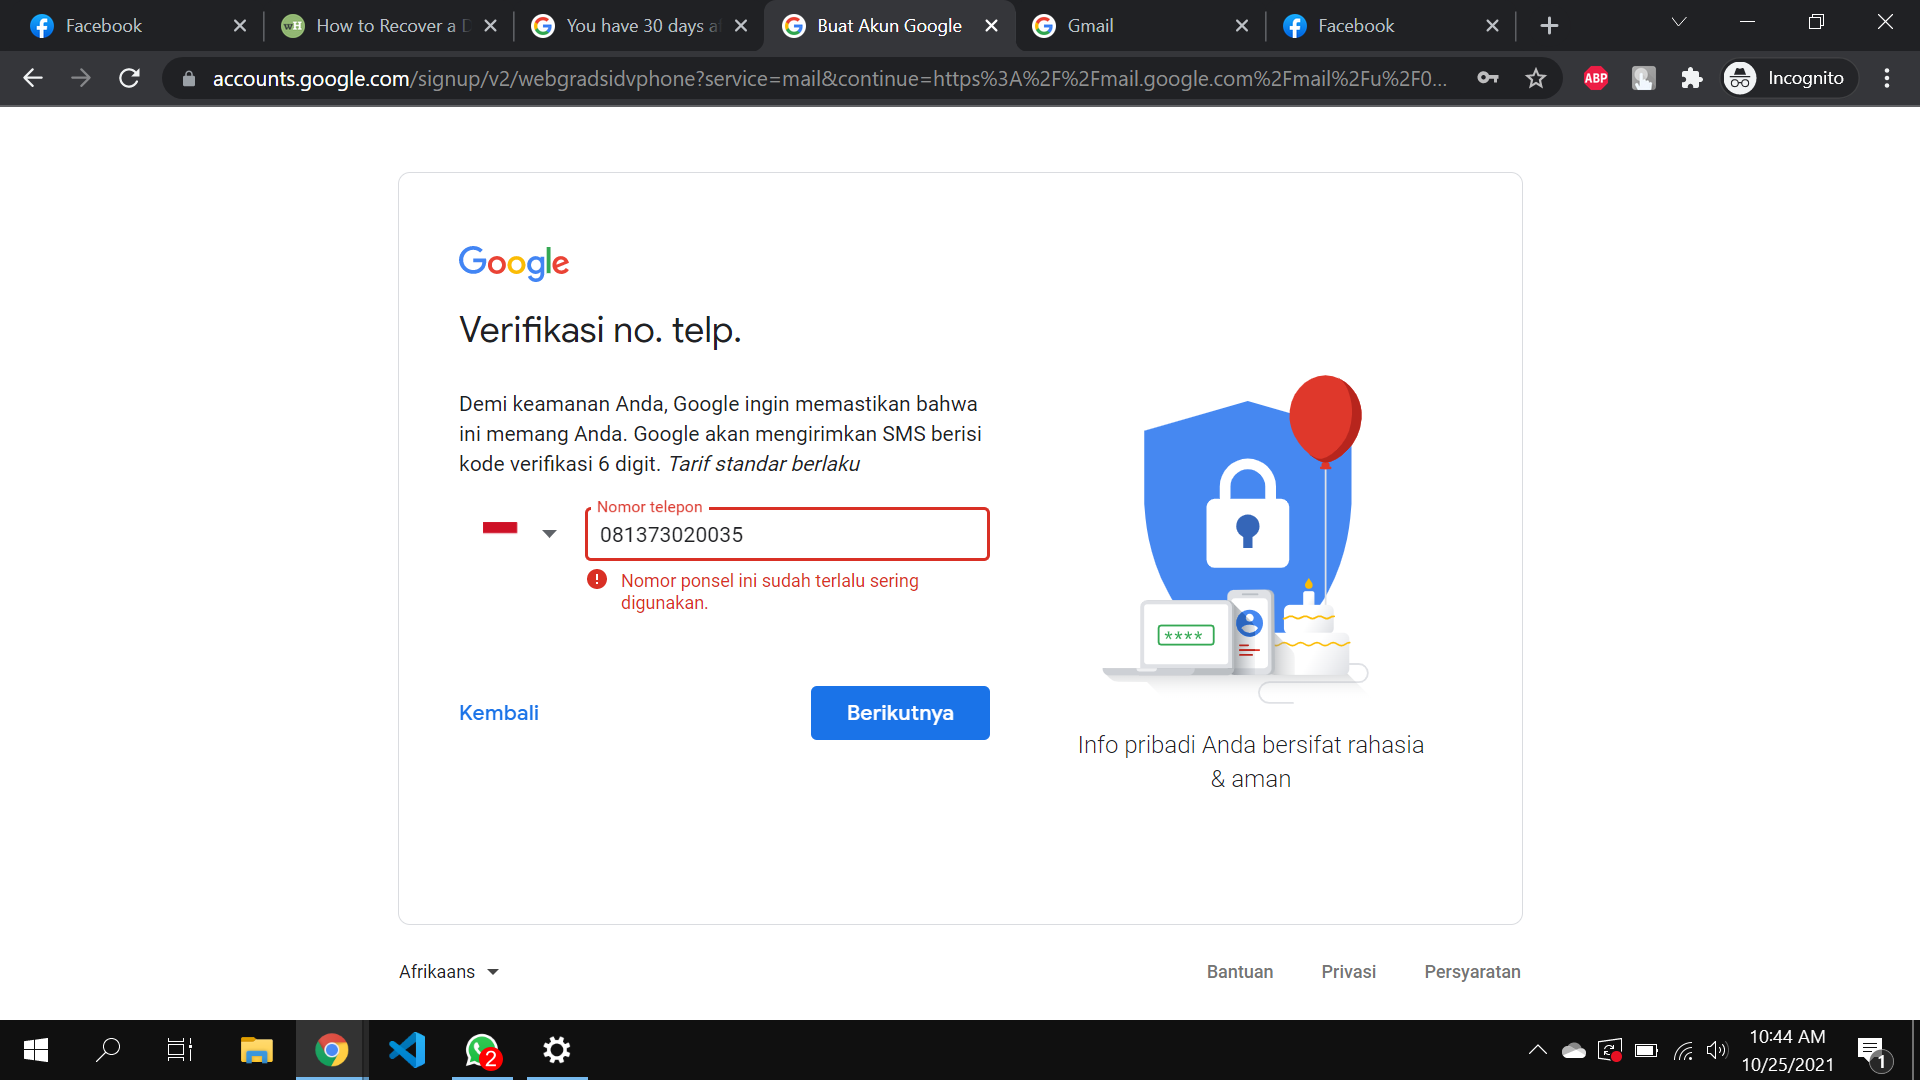 Facebook
How to Recover a D
You have 30 days a
Buat Akun Google
Gmail
Facebook
accounts.google.com/signup/v2/webgradsidvphone?service=mail&continue=https%3A%2F%2Fmail.google.com%2Fmail%2Fu%2F0...
ABP
Incognito
Google
Verifikasi no. telp.
Demi keamanan Anda, Google ingin memastikan bahwa
ini memang Anda. Google akan mengirimkan SMS berisi
kode verifikasi 6 digit. Tarif standar berlaku
Nomor telepon
081373020035
Nomor ponsel ini sudah terlalu sering
digunakan.
Kembali
Berikutnya
****
Info pribadi Anda bersifat rahasia
& aman
Afrikaans
Bantuan
Privasi
Persyaratan
2
10:44 AM
10/25/2021
1